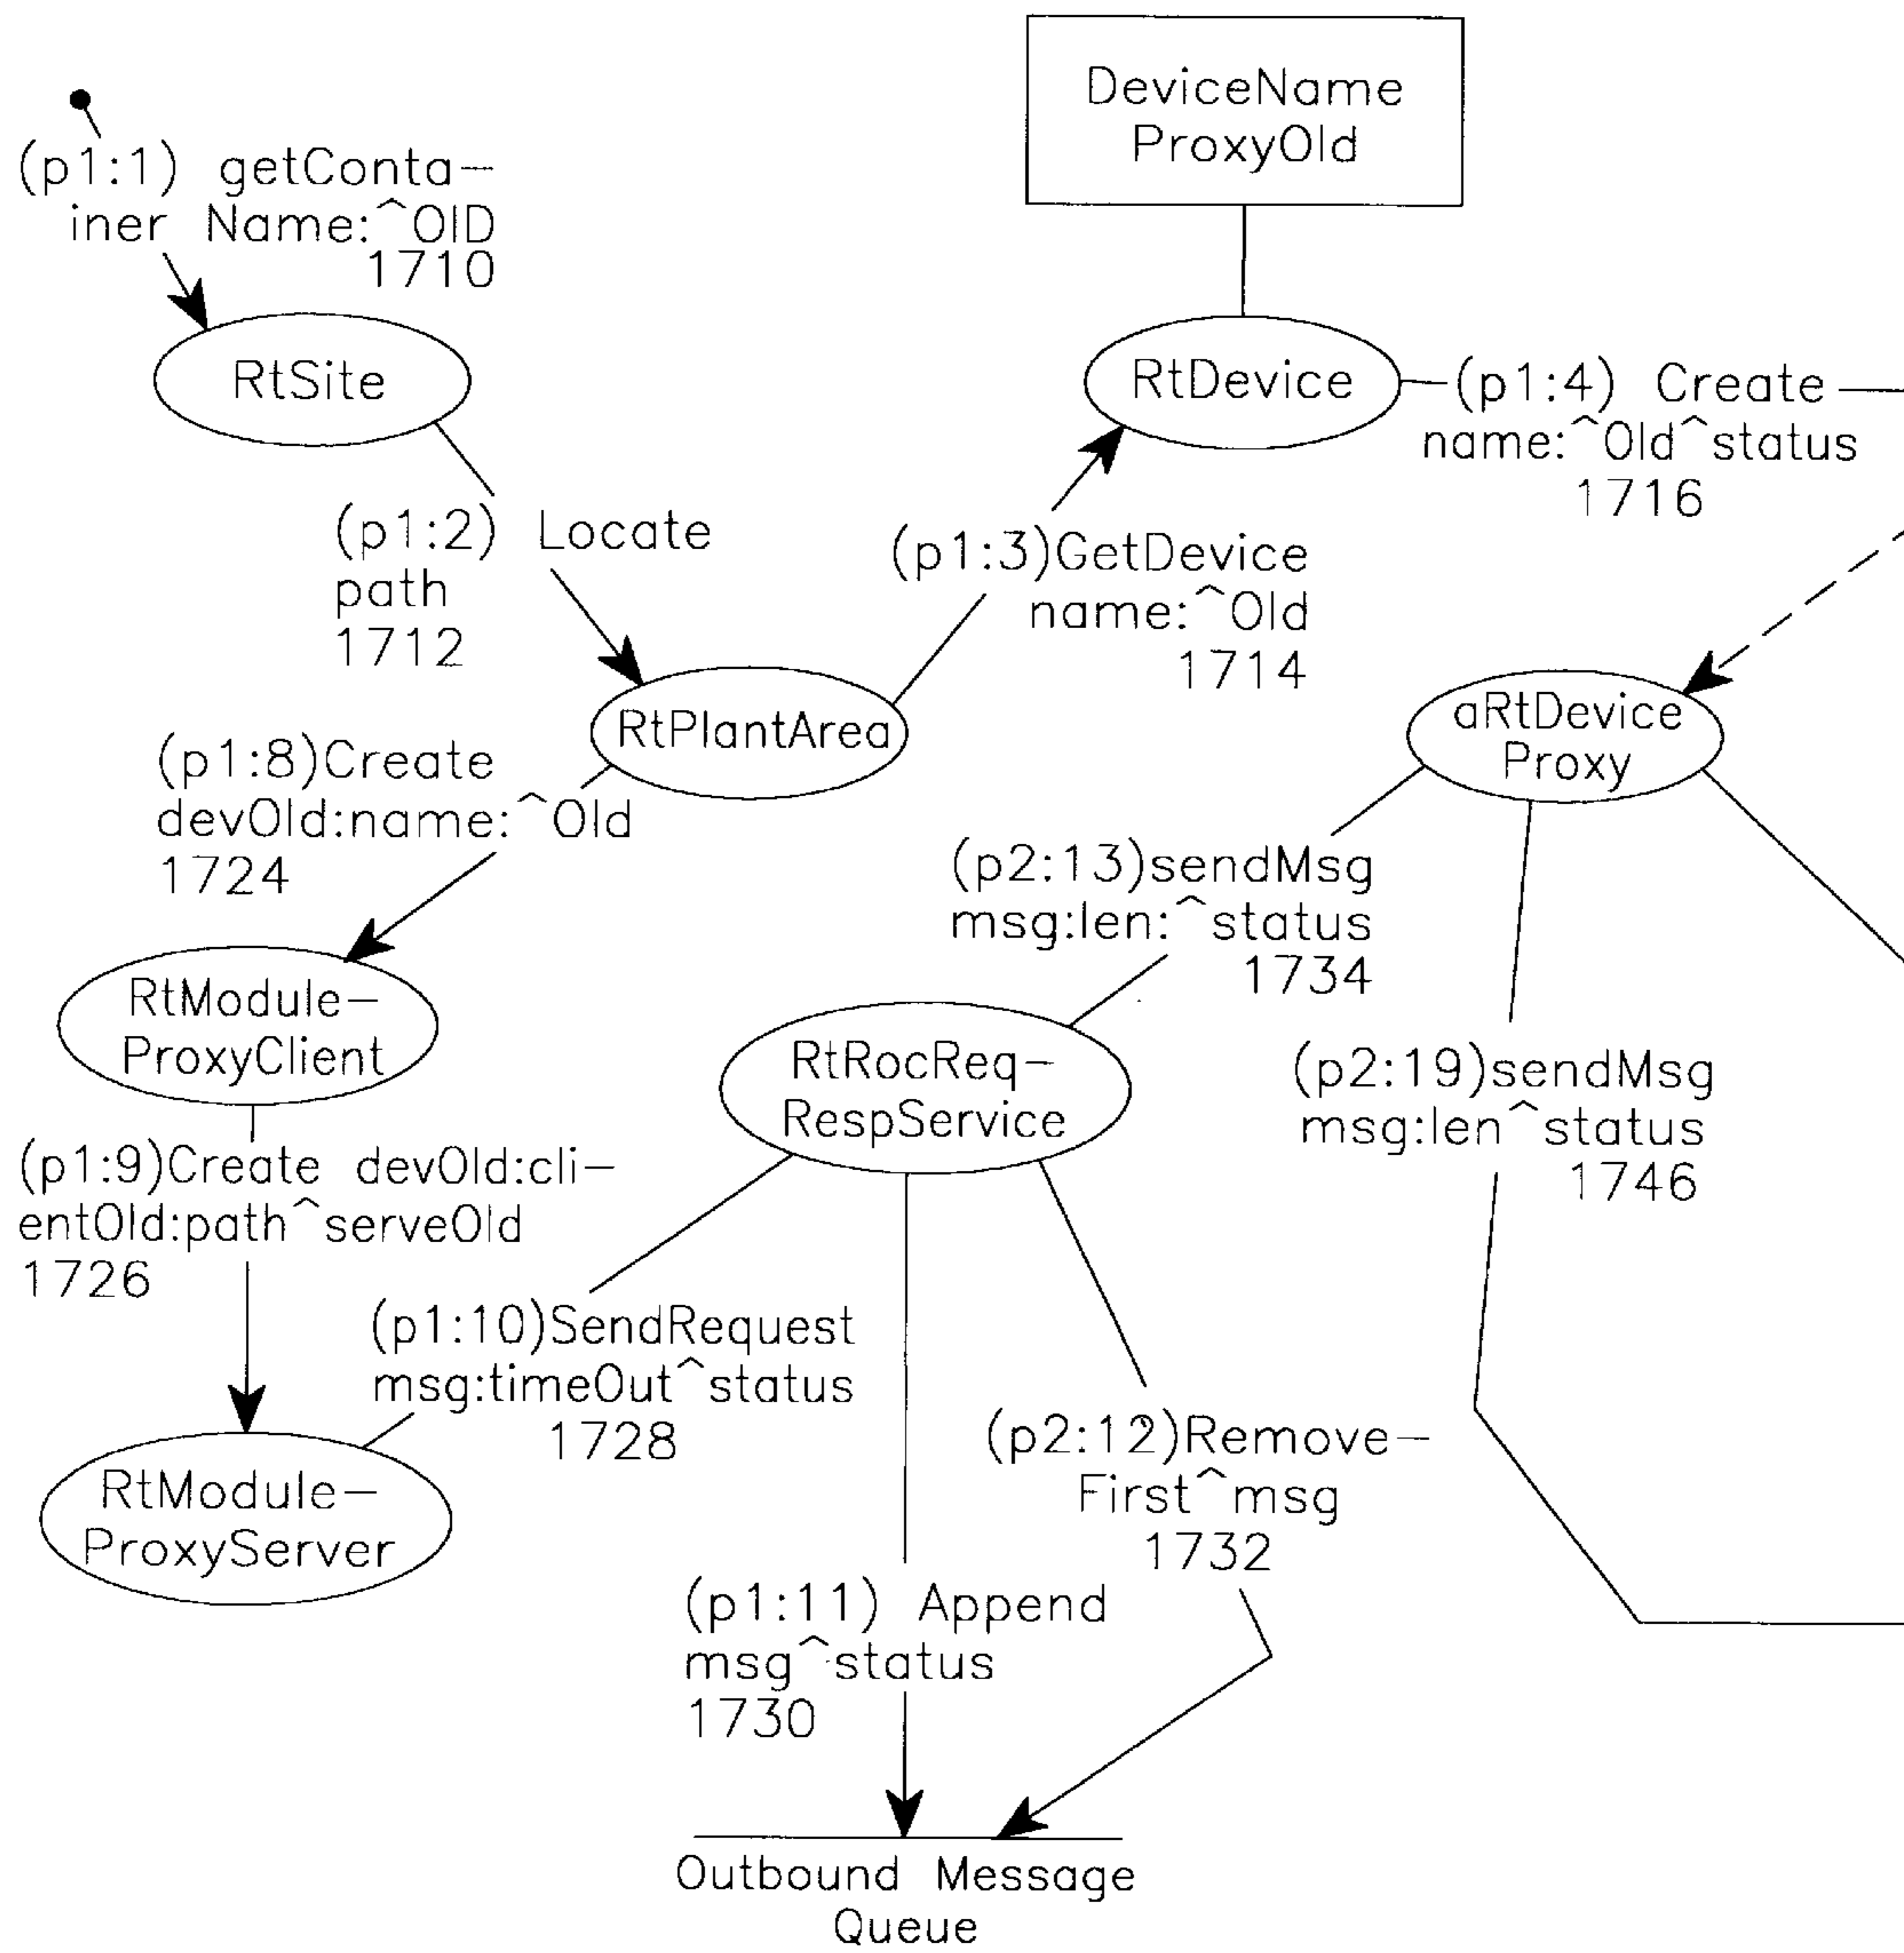 DeviceName
ProxyOld
(p1:1) getConta–
iner Name:^OID
1710
RtSite
RtDevice
(p1:4) Create
name:^Old^status
1716
(p1:2) Locate
path
1712
(p1:3)GetDevice
name:^Old
1714
RtPlantArea
aRtDevice
Proxy
(p1:8)Create
devOld:name:^Old
1724
(p2:13)sendMsg
msg:len:^status
1734
RtModule–
ProxyClient
RtRocReq–
RespService
(p2:19)sendMsg
msg:len^status
1746
(p1:9)Create devOld:cli–
entOld:path^serveOld
1726
(p1:10)SendRequest
msg:timeOut^status
1728
(p2:12)Remove–
First^msg
1732
RtModule–
ProxyServer
(p1:11) Append
msg^status
1730
Outbound Message
Queue